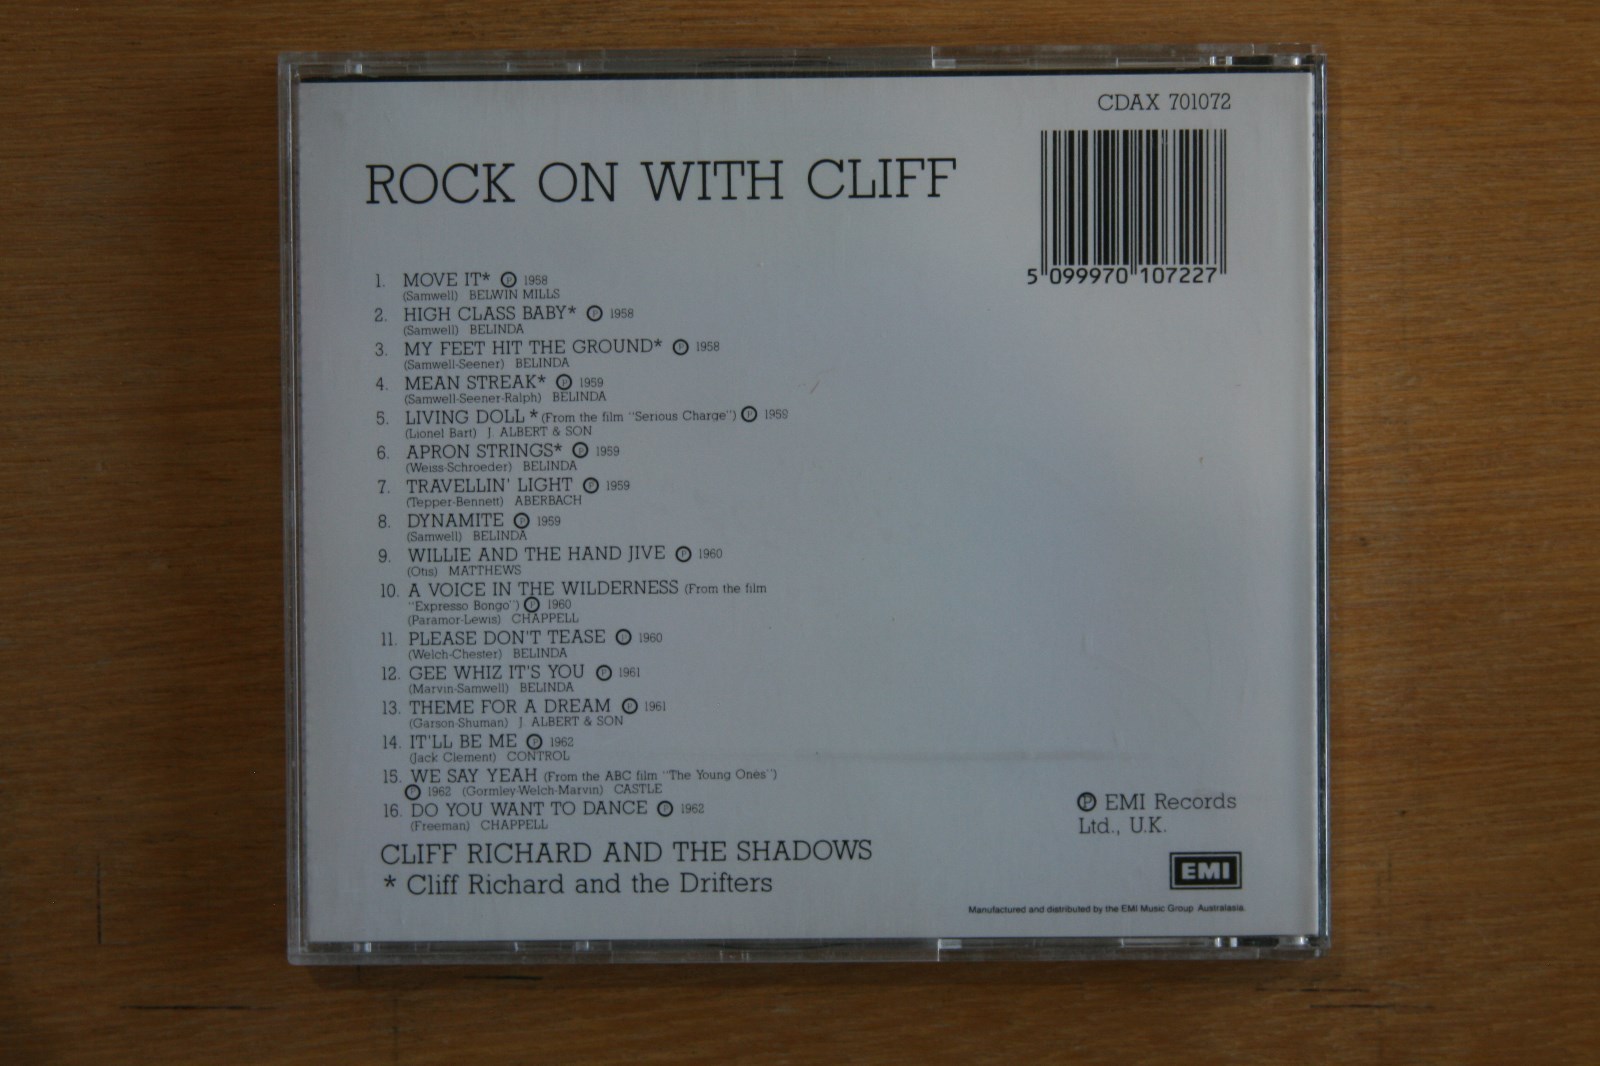 CDAX 701072
ROCK ON WITH CLIFF
5 099970 107227
1. MOVE IT* Ⓟ 1958
(Samwell) BELWIN MILLS
2. HIGH CLASS BABY* Ⓟ 1958
(Samwell) BELINDA
3. MY FEET HIT THE GROUND* Ⓟ 1958
(Samwell-Seener) BELINDA
4. MEAN STREAK* Ⓟ 1959
(Samwell-Seener-Ralph) BELINDA
5. LIVING DOLL * (From the film "Serious Charge") Ⓟ 1959
(Lionel Bart) J. ALBERT & SON
6. APRON STRINGS* Ⓟ 1959
(Weiss-Schroeder) BELINDA
7. TRAVELLIN' LIGHT Ⓟ 1959
(Tepper-Bennett) ABERBACH
8. DYNAMITE Ⓟ 1959
(Samwell) BELINDA
9. WILLIE AND THE HAND JIVE Ⓟ 1960
(Otis) MATTHEWS
10. A VOICE IN THE WILDERNESS (From the film
"Expresso Bongo") Ⓟ 1960
(Paramor-Lewis) CHAPPELL
11. PLEASE DON'T TEASE Ⓟ 1960
(Welch-Chester) BELINDA
12. GEE WHIZ IT'S YOU Ⓟ 1961
(Marvin-Samwell) BELINDA
13. THEME FOR A DREAM Ⓟ 1961
(Garson-Shuman) J. ALBERT & SON
14. IT'LL BE ME Ⓟ 1962
(Jack Clement) CONTROL
15. WE SAY YEAH (From the ABC film "The Young Ones")
Ⓟ 1962 (Gormley-Welch-Marvin) CASTLE
16. DO YOU WANT TO DANCE Ⓟ 1962
(Freeman) CHAPPELL
CLIFF RICHARD AND THE SHADOWS
* Cliff Richard and the Drifters
Ⓟ EMI Records
Ltd., U.K.
EMI
Manufactured and distributed by the EMI Music Group Australasia.